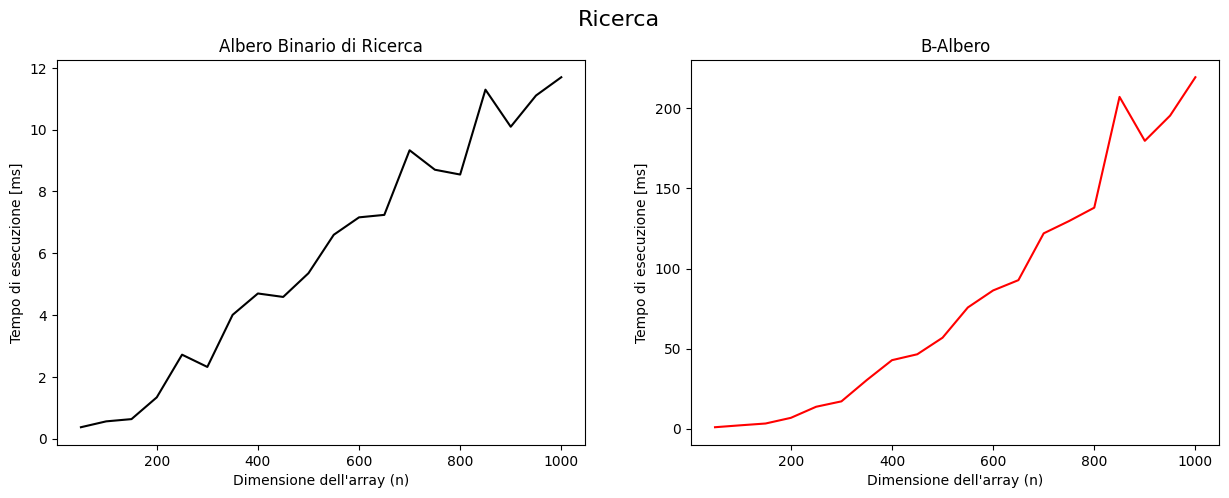 Ricerca
Albero Binario di Ricerca
12
10
8
6
4
2
0
Tempo di esecuzione [ms]
200 400 600 800 1000
Dimensione dell'array (n)
B-Albero
200
150
100
50
0
Tempo di esecuzione [ms]
200 400 600 800 1000
Dimensione dell'array (n)